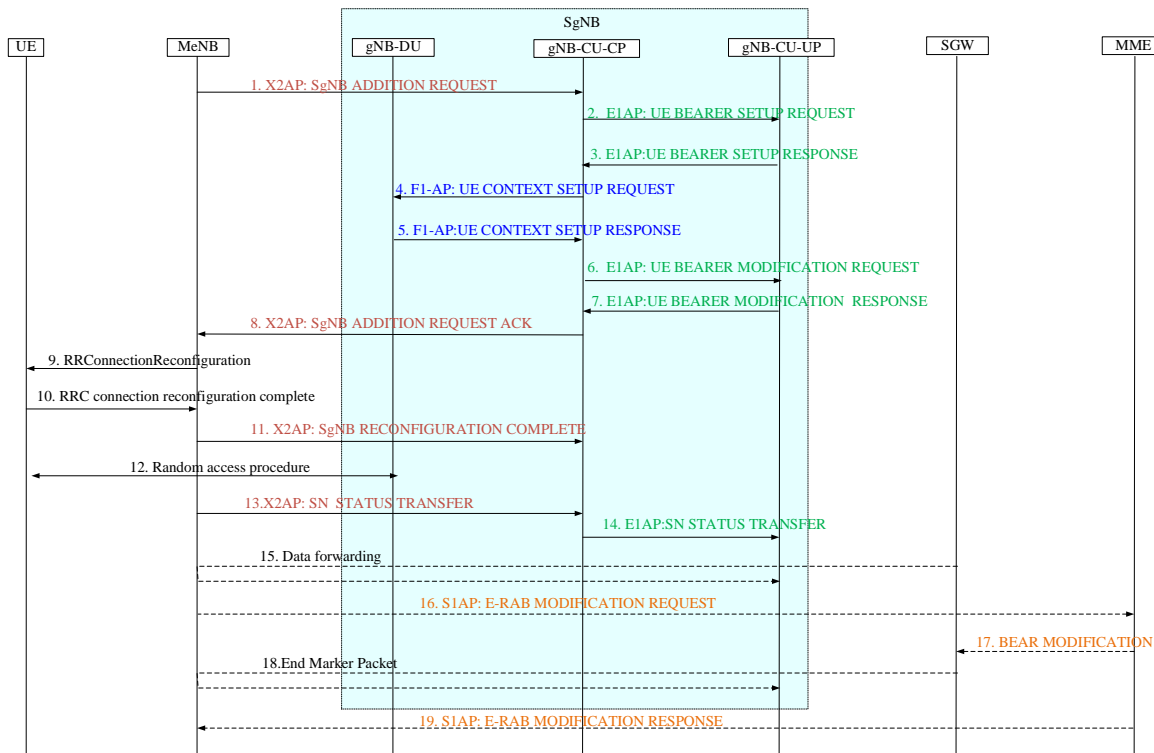 SgNB
UE
MeNB
gNB-DU
gNB-CU-CP
gNB-CU-UP
SGW
MME
1. X2AP: SgNB ADDITION REQUEST
2. E1AP: UE BEARER SETUP REQUEST
3. E1AP:UE BEARER SETUP RESPONSE
4. F1-AP: UE CONTEXT SETUP REQUEST
5. F1-AP:UE CONTEXT SETUP RESPONSE
6. E1AP: UE BEARER MODIFICATION REQUEST
7. E1AP:UE BEARER MODIFICATION RESPONSE
8. X2AP: SgNB ADDITION REQUEST ACK
9. RRConnectionReconfiguration
10. RRC connection reconfiguration complete
11. X2AP: SgNB RECONFIGURATION COMPLETE
12. Random access procedure
13.X2AP: SN STATUS TRANSFER
14. E1AP:SN STATUS TRANSFER
15. Data forwarding
16. S1AP: E-RAB MODIFICATION REQUEST
17. BEAR MODIFICATION
18.End Marker Packet
19. S1AP: E-RAB MODIFICATION RESPONSE